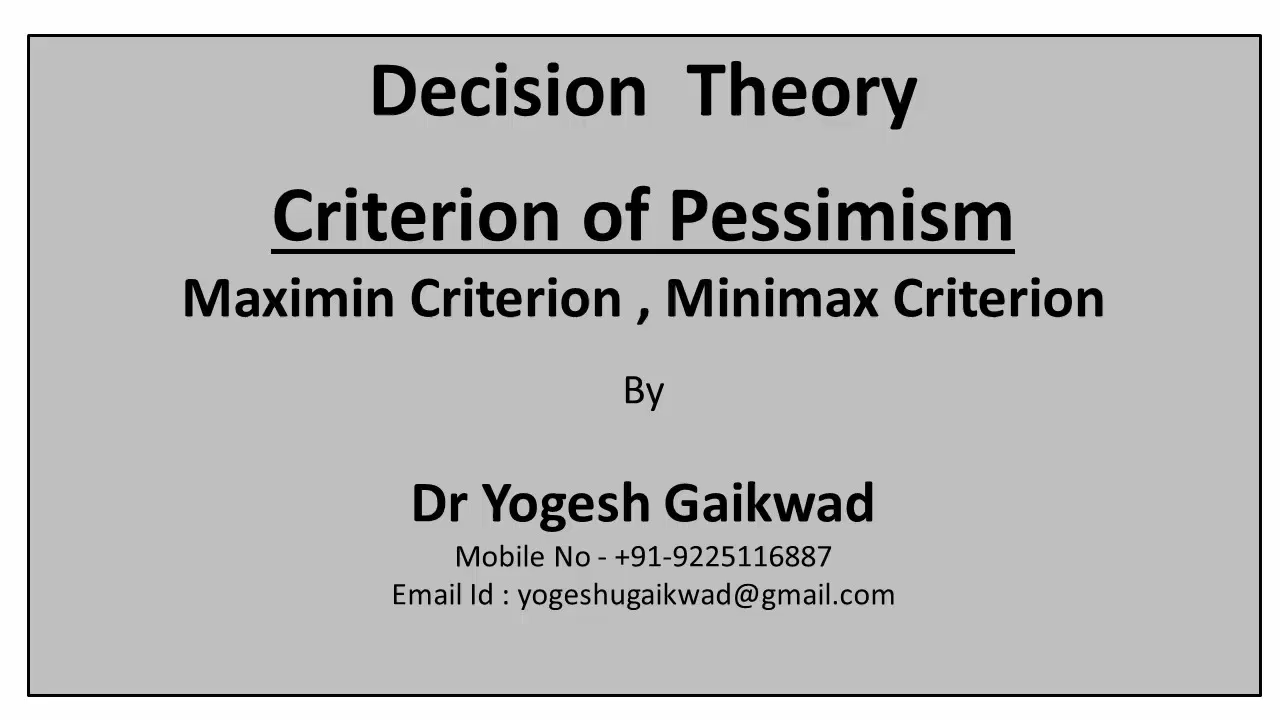 Decision Theory
Criterion of Pessimism
Maximin Criterion , Minimax Criterion
By
Dr Yogesh Gaikwad
Mobile No - +91-9225116887
Email Id : yogeshugaikwad@gmail.com